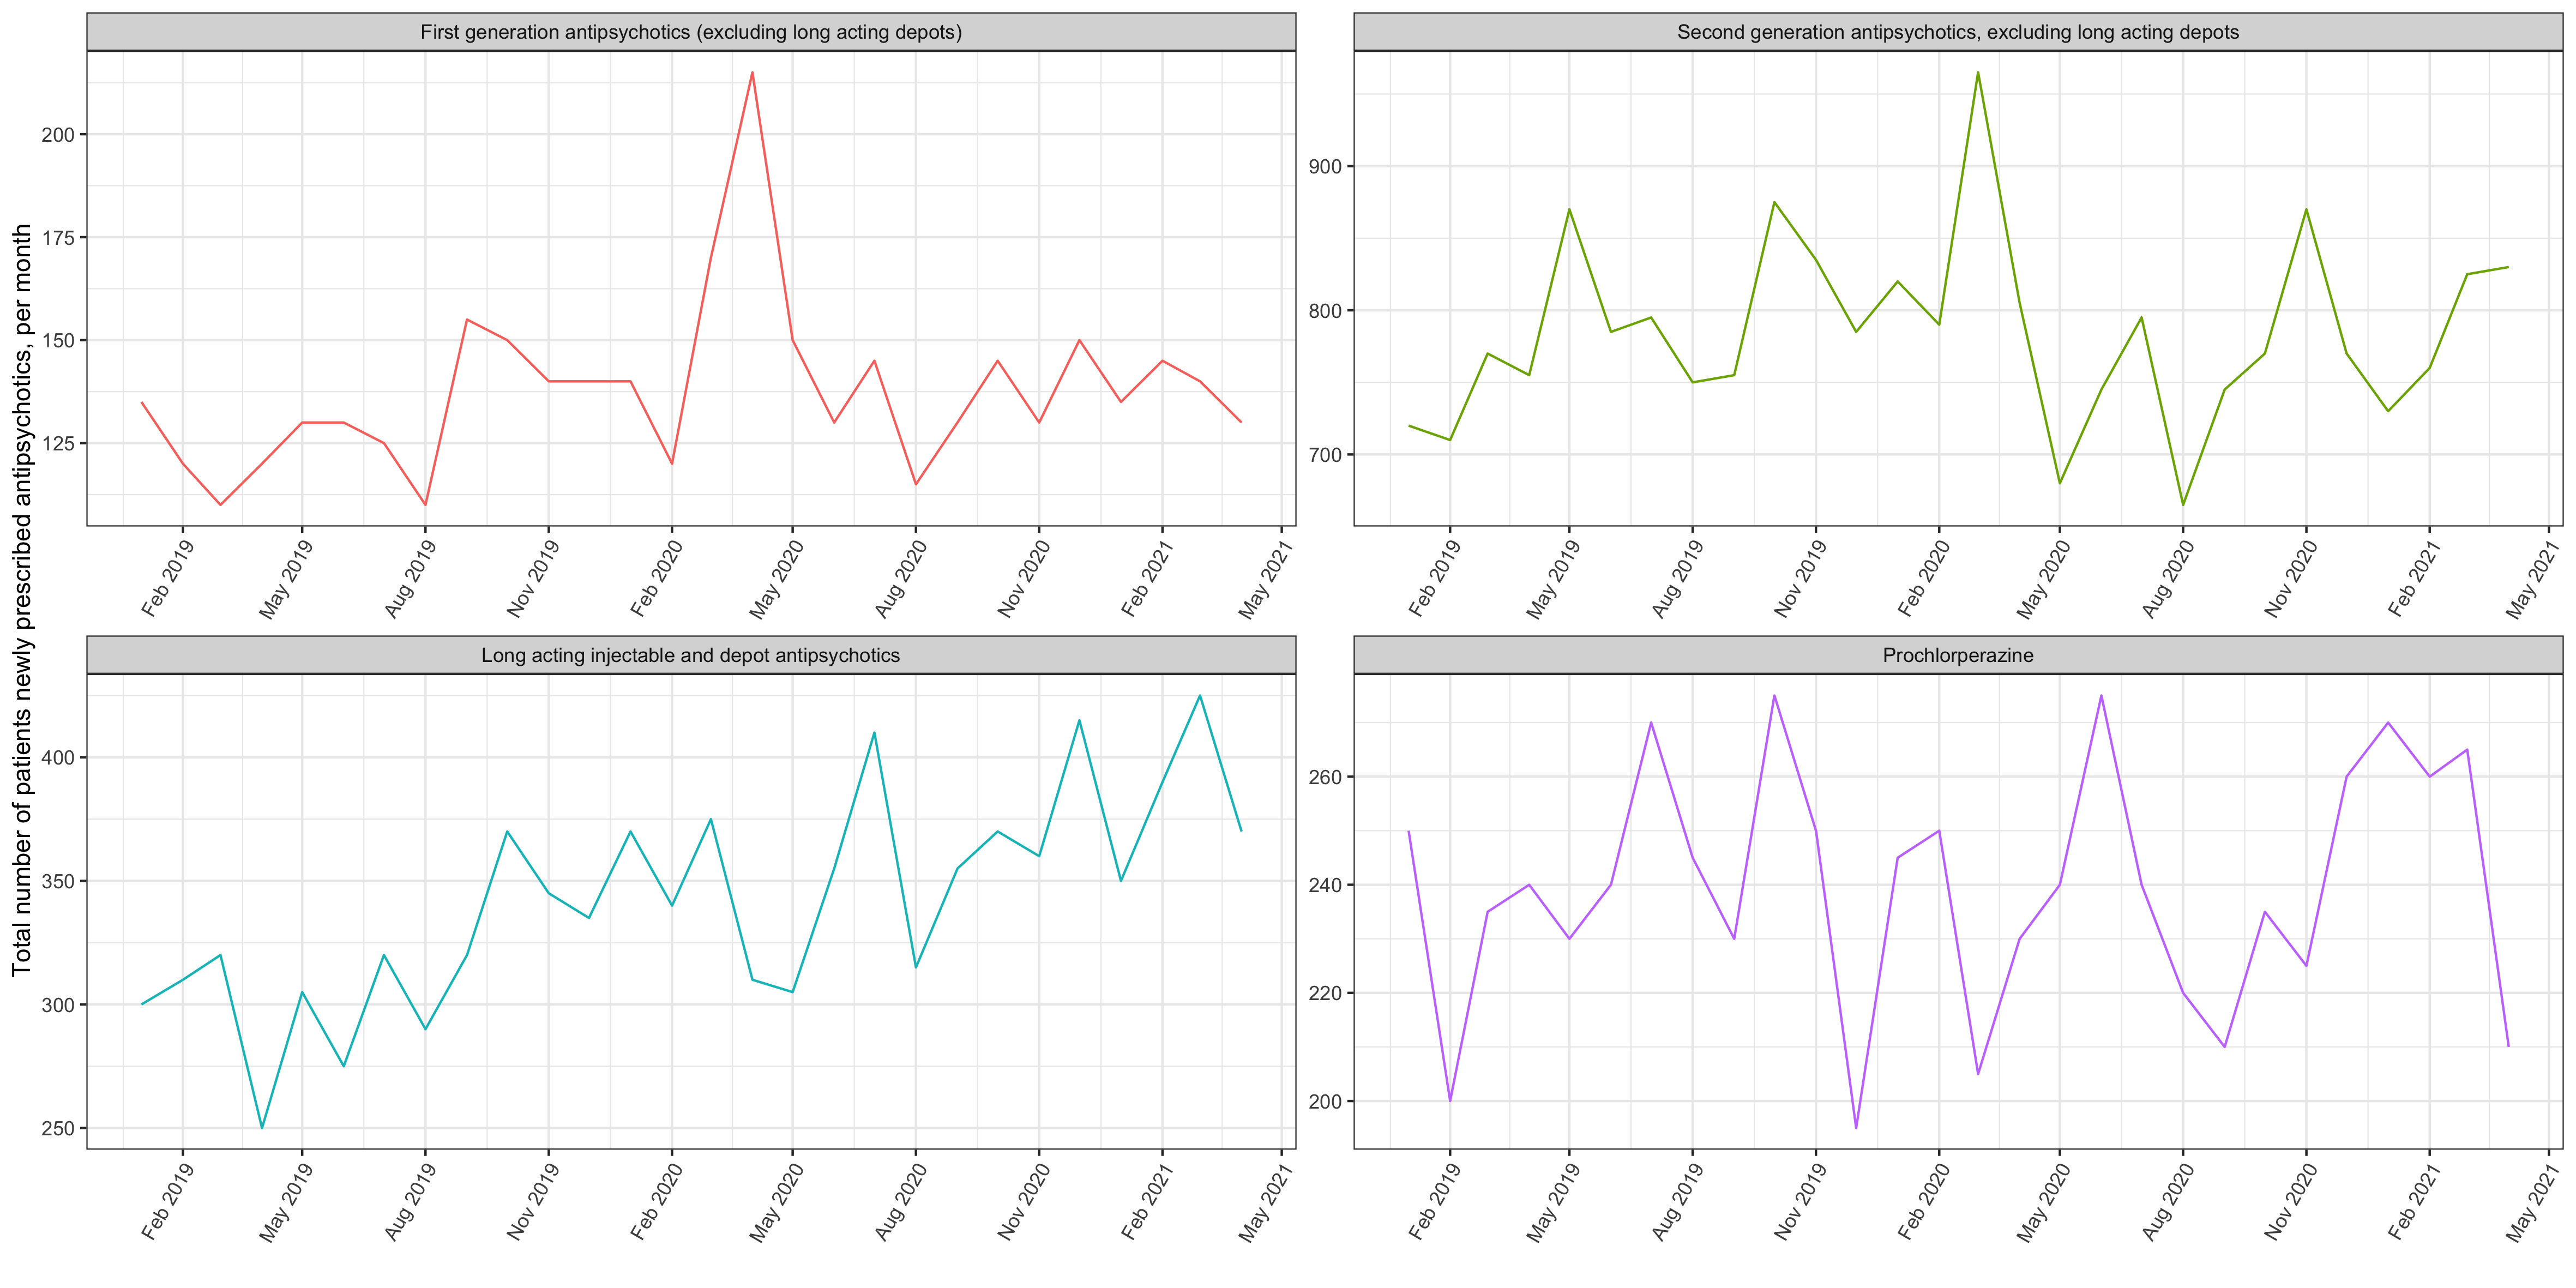 Total number of patients newly prescribed antipsychotics, per month
First generation antipsychotics (excluding long acting depots)
200
175
150
125
Feb 2019
May 2019
Aug 2019
Nov 2019
Feb 2020
May 2020
Aug 2020
Nov 2020
Feb 2021
May 2021
Second generation antipsychotics, excluding long acting depots
900
800
700
Feb 2019
May 2019
Aug 2019
Nov 2019
Feb 2020
May 2020
Aug 2020
Nov 2020
Feb 2021
May 2021
Long acting injectable and depot antipsychotics
400
350
300
250
Feb 2019
May 2019
Aug 2019
Nov 2019
Feb 2020
May 2020
Aug 2020
Nov 2020
Feb 2021
May 2021
Prochlorperazine
260
240
220
200
Feb 2019
May 2019
Aug 2019
Nov 2019
Feb 2020
May 2020
Aug 2020
Nov 2020
Feb 2021
May 2021